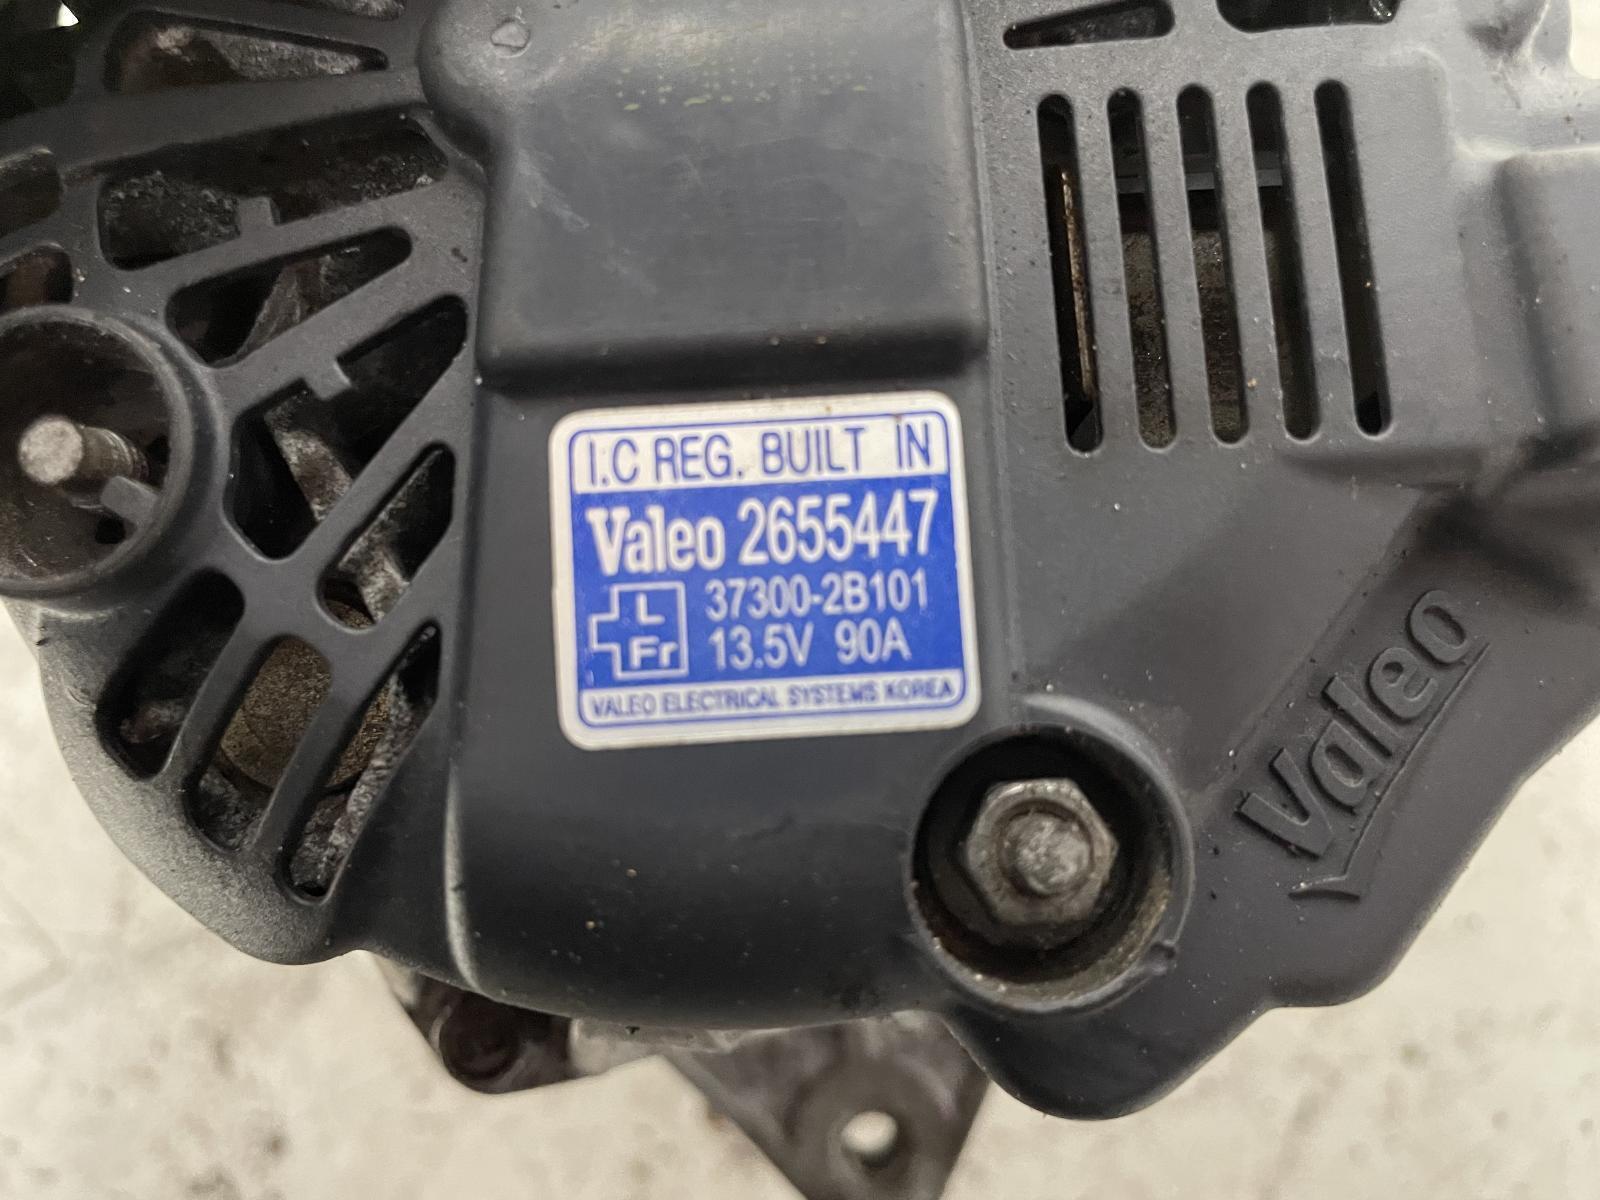 I.C REG. BUILT IN
Valeo 2655447
L
37300-2B101
Fr
13.5V 90A
VALEO ELECTRICAL SYSTEMS KOREA
Valeo